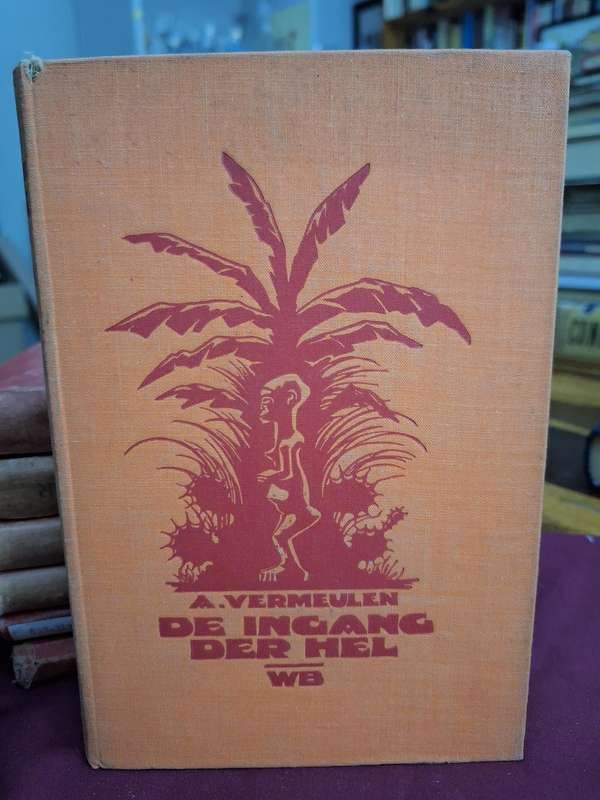 A. VERMEULEN
DE INGANG
DER HEL
WB